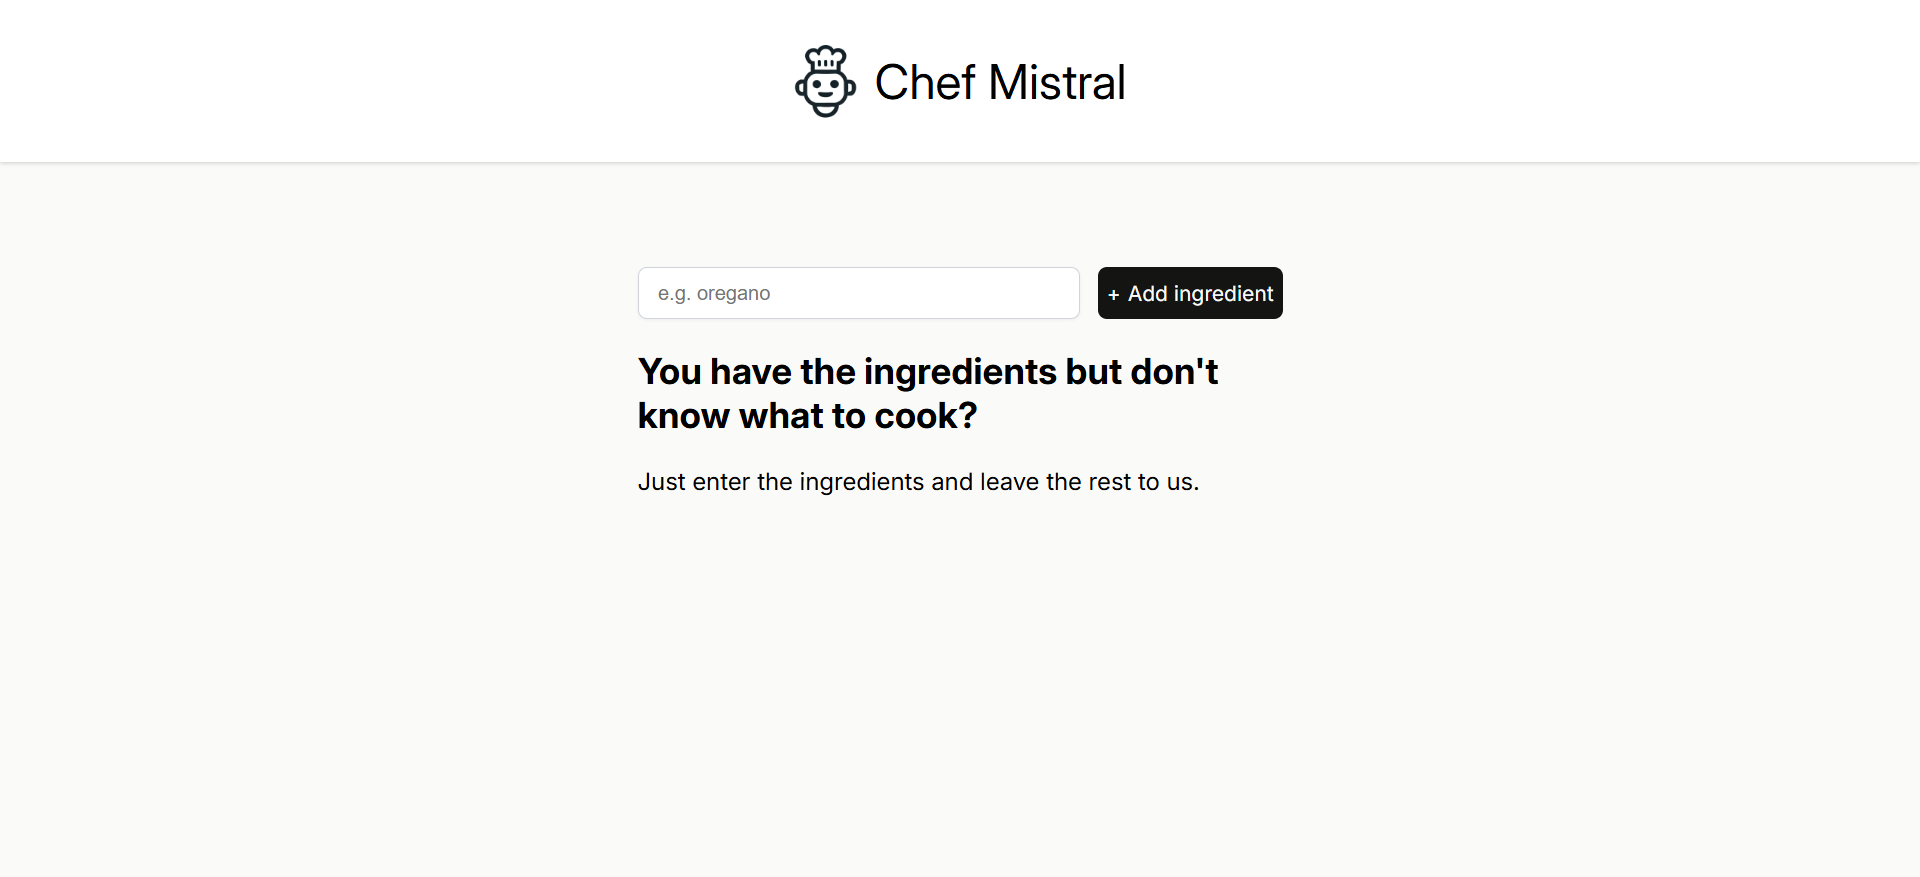 Chef Mistral
e.g. oregano
+ Add ingredient
You have the ingredients but don't
know what to cook?
Just enter the ingredients and leave the rest to us.